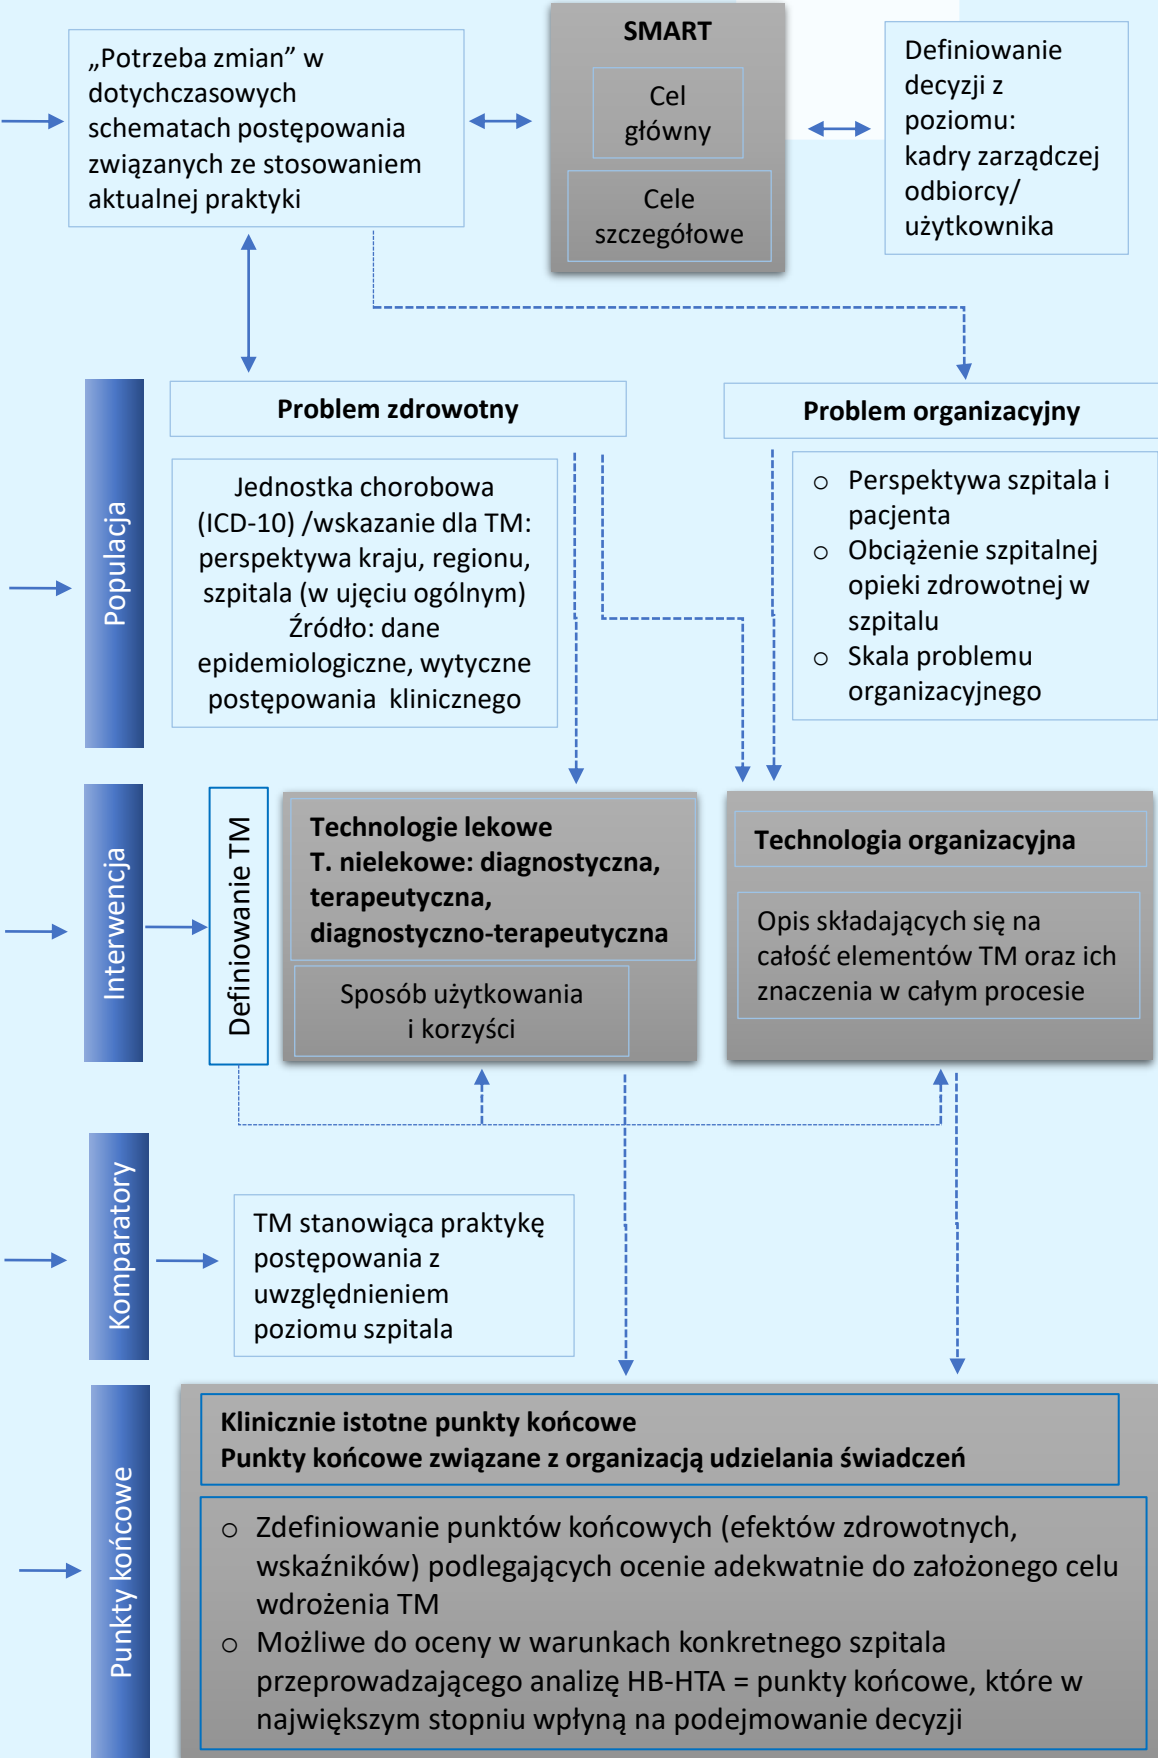 „Potrzeba zmian” w
dotychczasowych
schematach postępowania
związanych ze stosowaniem
aktualnej praktyki
SMART
Cel
główny
Cele
szczegółowe
Definiowanie
decyzji z
poziomu:
kadry zarządczej
odbiorcy/
użytkownika
Populacja
Problem zdrowotny
Jednostka chorobowa
(ICD-10) /wskazanie dla TM:
perspektywa kraju, regionu,
szpitala (w ujęciu ogólnym)
Źródło: dane
epidemiologiczne, wytyczne
postępowania klinicznego
Problem organizacyjny
○ Perspektywa szpitala i
pacjenta
○ Obciążenie szpitalnej
opieki zdrowotnej w
szpitalu
○ Skala problemu
organizacyjnego
Interwencja
Definiowanie TM
Technologie lekowe
T. nielekowe: diagnostyczna,
terapeutyczna,
diagnostyczno-terapeutyczna
Sposób użytkowania
i korzyści
Technologia organizacyjna
Opis składających się na
całość elementów TM oraz ich
znaczenia w całym procesie
Komparatory
TM stanowiąca praktykę
postępowania z
uwzględnieniem
poziomu szpitala
Punkty końcowe
Klinicznie istotne punkty końcowe
Punkty końcowe związane z organizacją udzielania świadczeń
○ Zdefiniowanie punktów końcowych (efektów zdrowotnych,
wskaźników) podlegających ocenie adekwatnie do założonego celu
wdrożenia TM
○ Możliwe do oceny w warunkach konkretnego szpitala
przeprowadzającego analizę HB-HTA = punkty końcowe, które w
największym stopniu wpłyną na podejmowanie decyzji